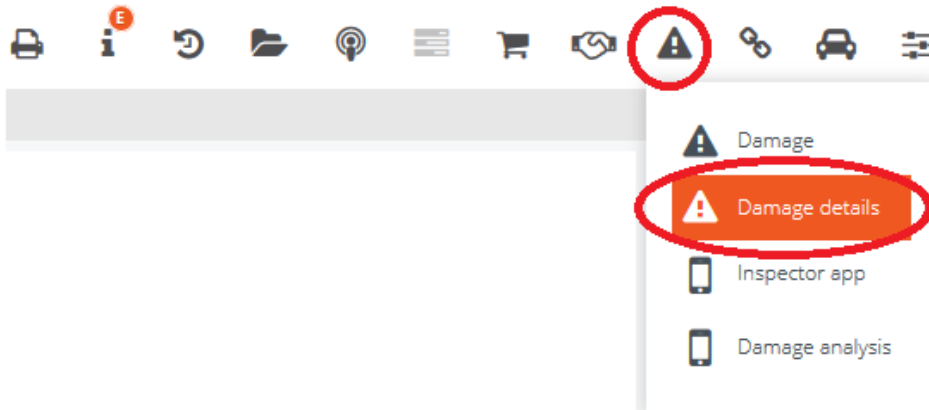 E
Damage
Damage details
Inspector app
Damage analysis